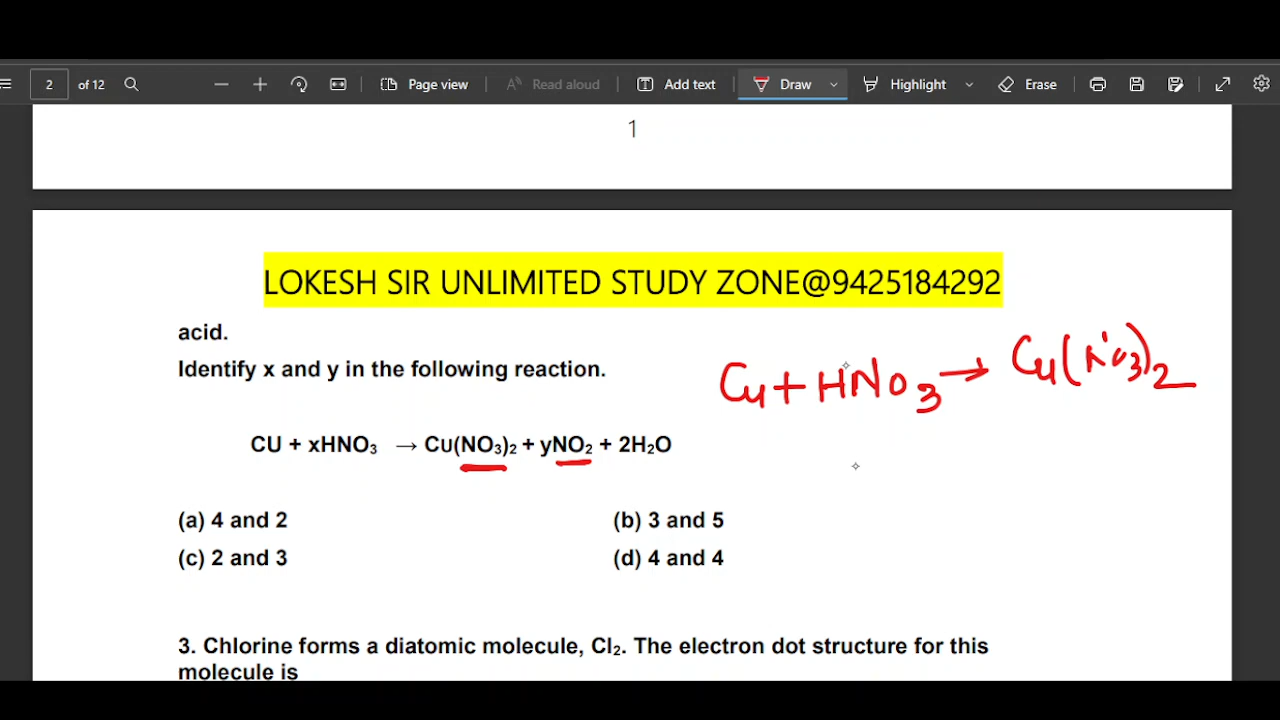 2 of 12 Page view Read aloud Add text Draw Highlight Erase
1
LOKESH SIR UNLIMITED STUDY ZONE@9425184292
acid.
Identify x and y in the following reaction.
Cu + HNO3 → Cu(NO3)2
CU + xHNO₃ → CU(NO₃)₂ + yNO₂ + 2H₂O
(a) 4 and 2 (b) 3 and 5
(c) 2 and 3 (d) 4 and 4
3. Chlorine forms a diatomic molecule, Cl₂. The electron dot structure for this
molecule is